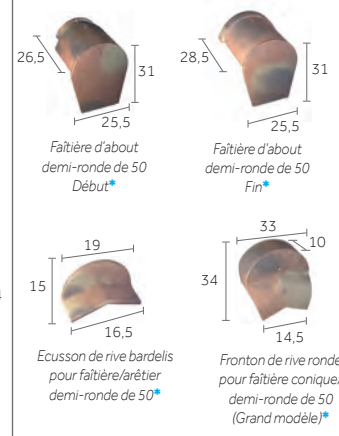 26,5
31
25,5
Faîtière d'about
demi-ronde de 50
Début*
28,5
31
25,5
Faîtière d'about
demi-ronde de 50
Fin*
19
15
16,5
Ecusson de rive bardelis
pour faîtière/arêtier
demi-ronde de 50*
33
10
34
14,5
Fronton de rive ronde
pour faîtière conique/
demi-ronde de 50
(Grand modèle)*